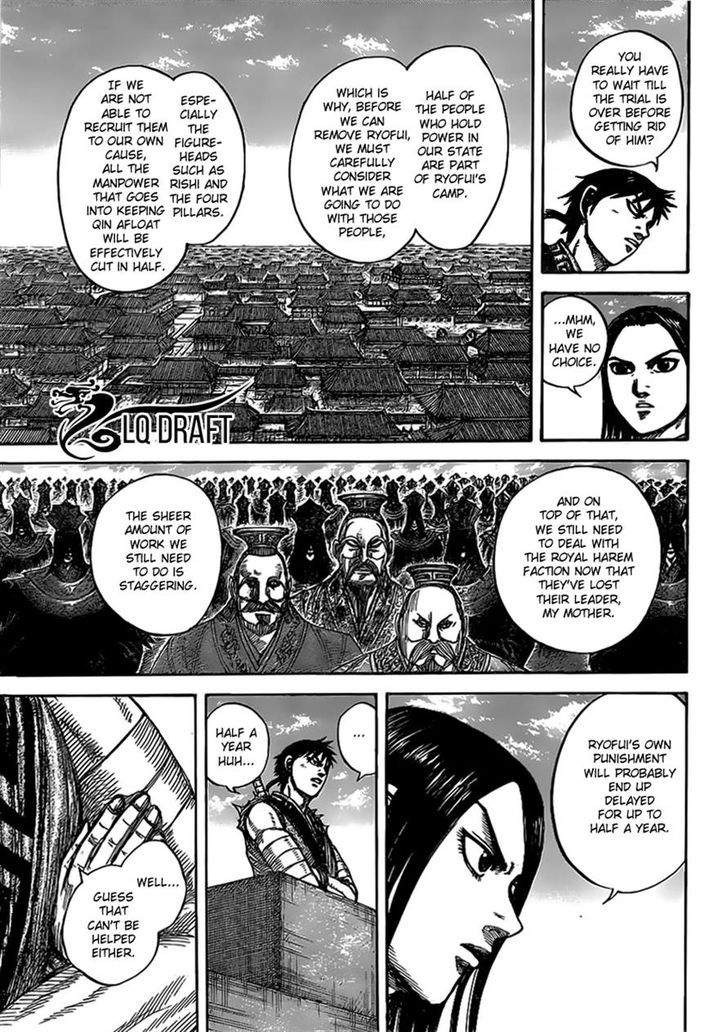 YOU
REALLY HAVE
TO WAIT TILL
THE TRIAL IS
OVER BEFORE
GETTING RID
OF HIM?
...MHM,
WE
HAVE NO
CHOICE.
HALF OF
THE PEOPLE
WHO HOLD
POWER IN
OUR STATE
ARE PART
OF RYOFUI'S
CAMP.
WHICH IS
WHY, BEFORE
WE CAN
REMOVE RYOFUI,
WE MUST
CAREFULLY
CONSIDER
WHAT WE ARE
GOING TO DO
WITH THOSE
PEOPLE,
ESPE-
CIALLY
THE
FIGURE-
HEADS
SUCH AS
RISHI AND
THE FOUR
PILLARS.
IF WE
ARE NOT
ABLE TO
RECRUIT THEM
TO OUR OWN
CAUSE,
ALL THE
MANPOWER
THAT GOES
INTO KEEPING
QIN AFLOAT
WILL BE
EFFECTIVELY
CUT IN HALF.
LQ DRAFT
AND ON
TOP OF THAT,
WE STILL NEED
TO DEAL WITH
THE ROYAL HAREM
FACTION NOW THAT
THEY'VE LOST
THEIR LEADER,
MY MOTHER.
THE SHEER
AMOUNT OF
WORK WE
STILL NEED
TO DO IS
STAGGERING.
RYOFUI'S OWN
PUNISHMENT
WILL PROBABLY
END UP
DELAYED
FOR UP TO
HALF A YEAR.
...
HALF A
YEAR
HUH...
WELL...
GUESS
THAT
CAN'T BE
HELPED
EITHER.